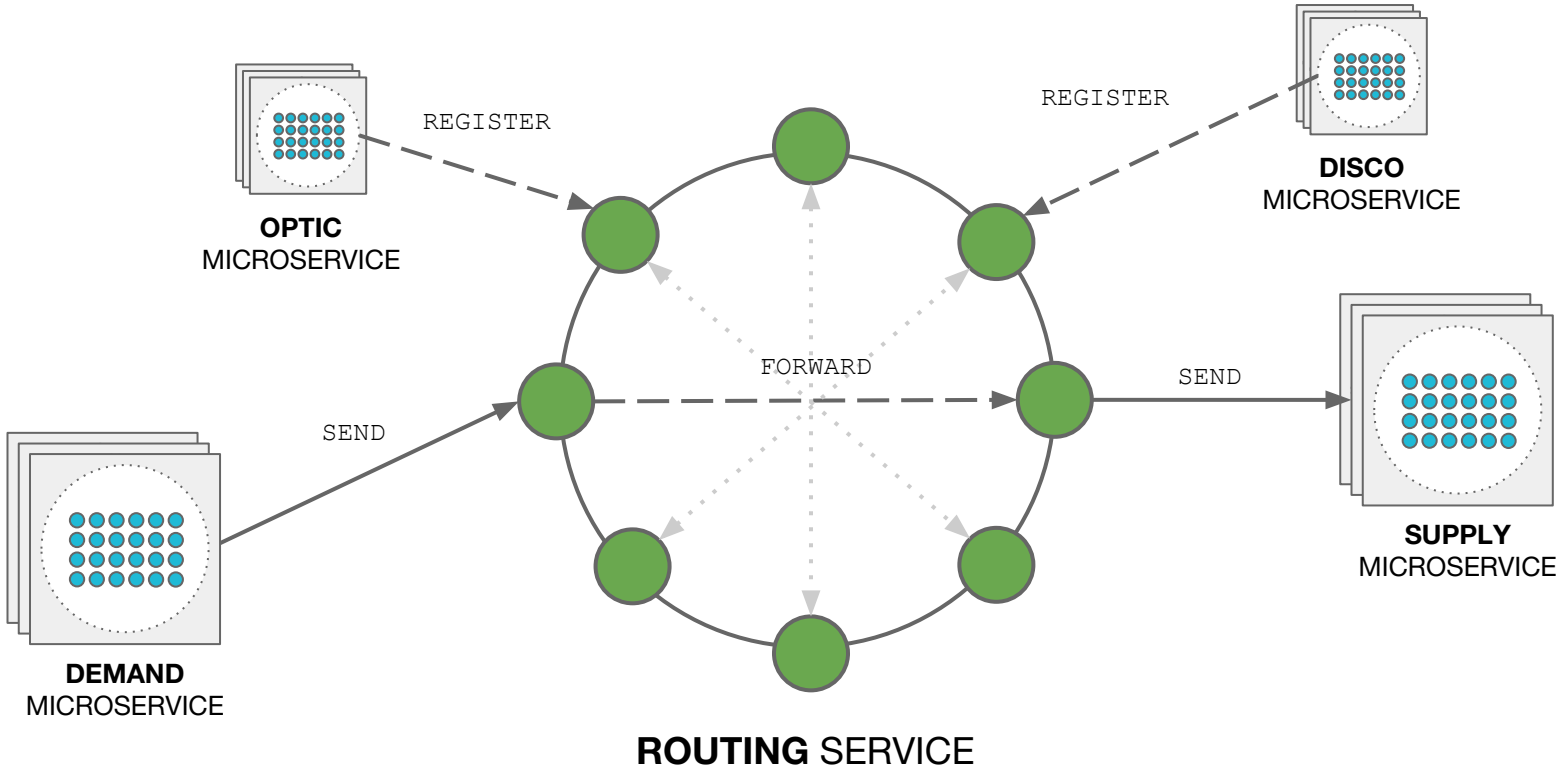 REGISTER
REGISTER
DISCO
MICROSERVICE
OPTIC
MICROSERVICE
FORWARD
SEND
SEND
SUPPLY
MICROSERVICE
DEMAND
MICROSERVICE
ROUTING SERVICE